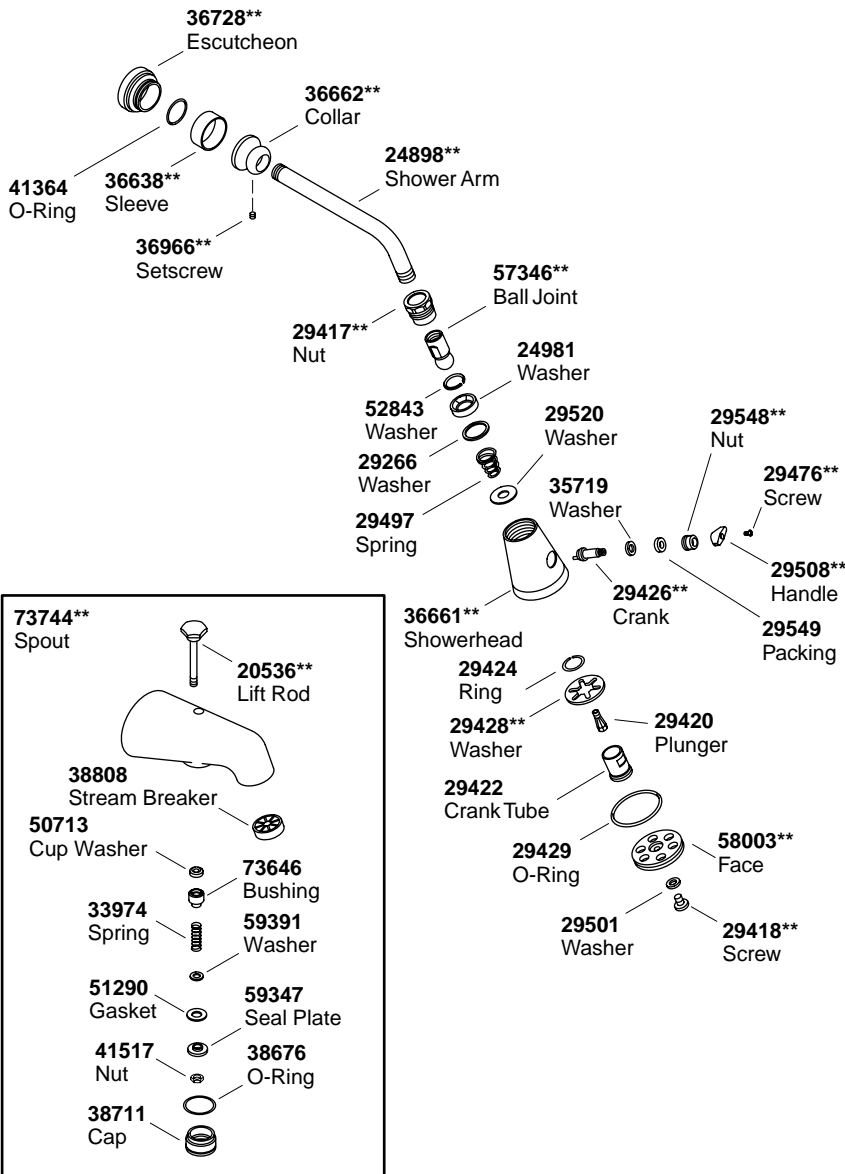 36728**
Escutcheon
36662**
Collar
24898**
Shower Arm
41364
O-Ring
36638**
Sleeve
36966**
Setscrew
57346**
Ball Joint
29417**
Nut
24981
Washer
52843
Washer
29520
Washer
29548**
Nut
29266
Washer
35719
Washer
29476**
Screw
29497
Spring
29508**
Handle
29426**
Crank
36661**
Showerhead
29549
Packing
29424
Ring
29428**
Washer
29420
Plunger
29422
Crank Tube
29429
O-Ring
58003**
Face
29501
Washer
29418**
Screw
73744**
Spout
20536**
Lift Rod
38808
Stream Breaker
50713
Cup Washer
73646
Bushing
33974
Spring
59391
Washer
51290
Gasket
59347
Seal Plate
41517
Nut
38676
O-Ring
38711
Cap